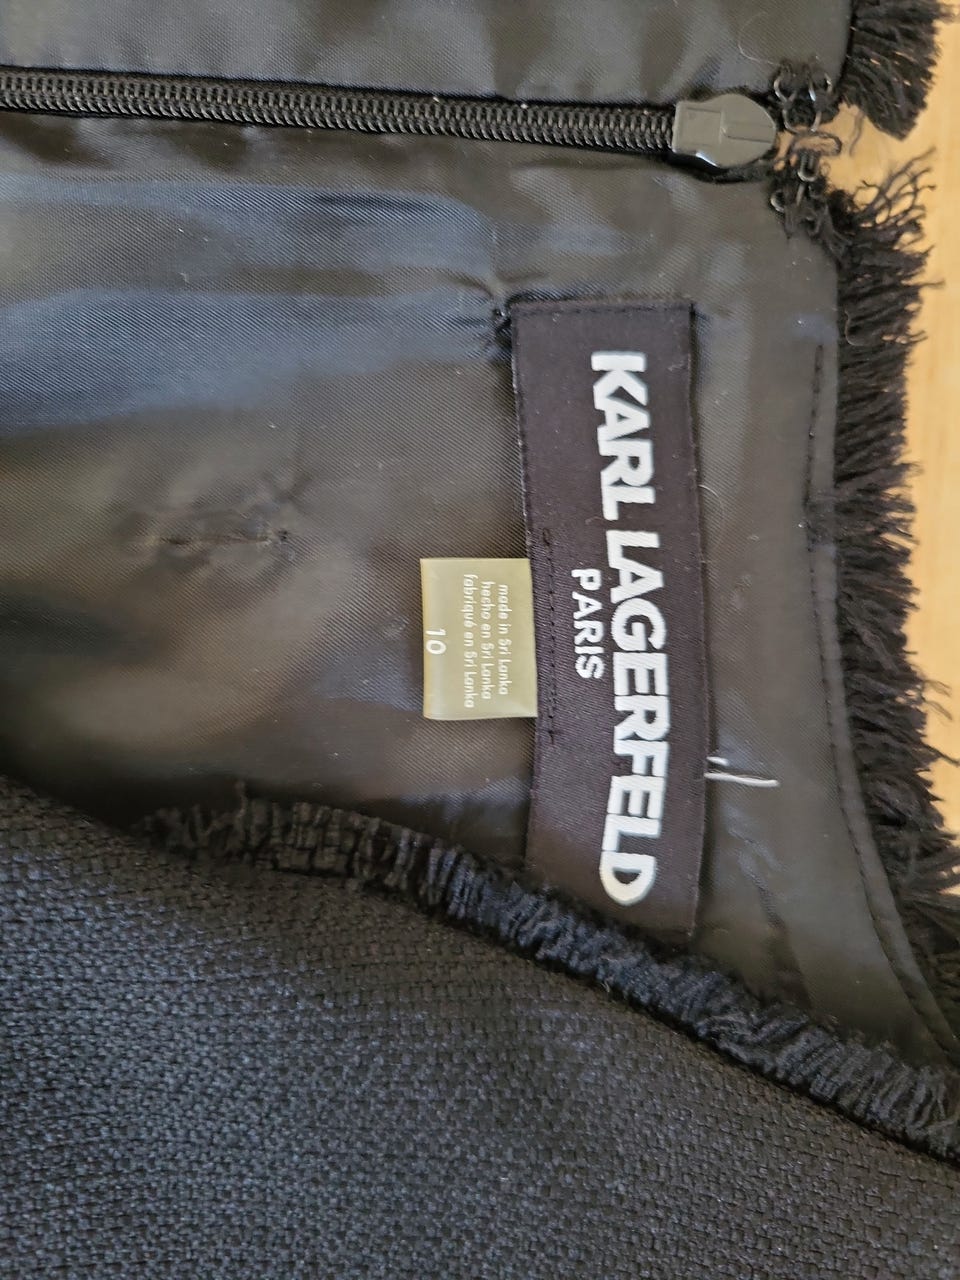 KARL LAGERFELD
PARIS
made in Sri Lanka
hecho en Sri Lanka
fabriqué en Sri Lanka
10